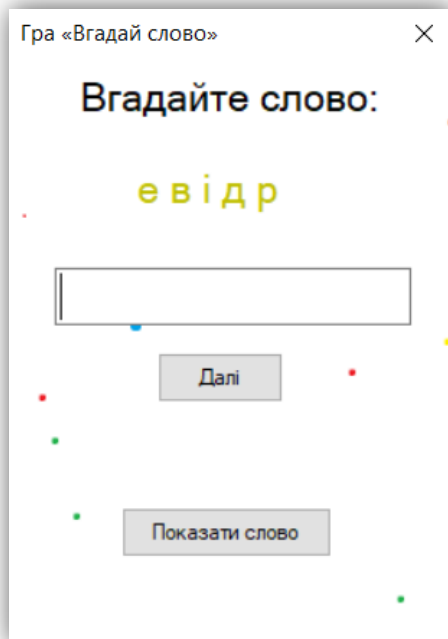 Гра «Вгадай слово»
Вгадайте слово:
е в і д р
Далі
Показати слово